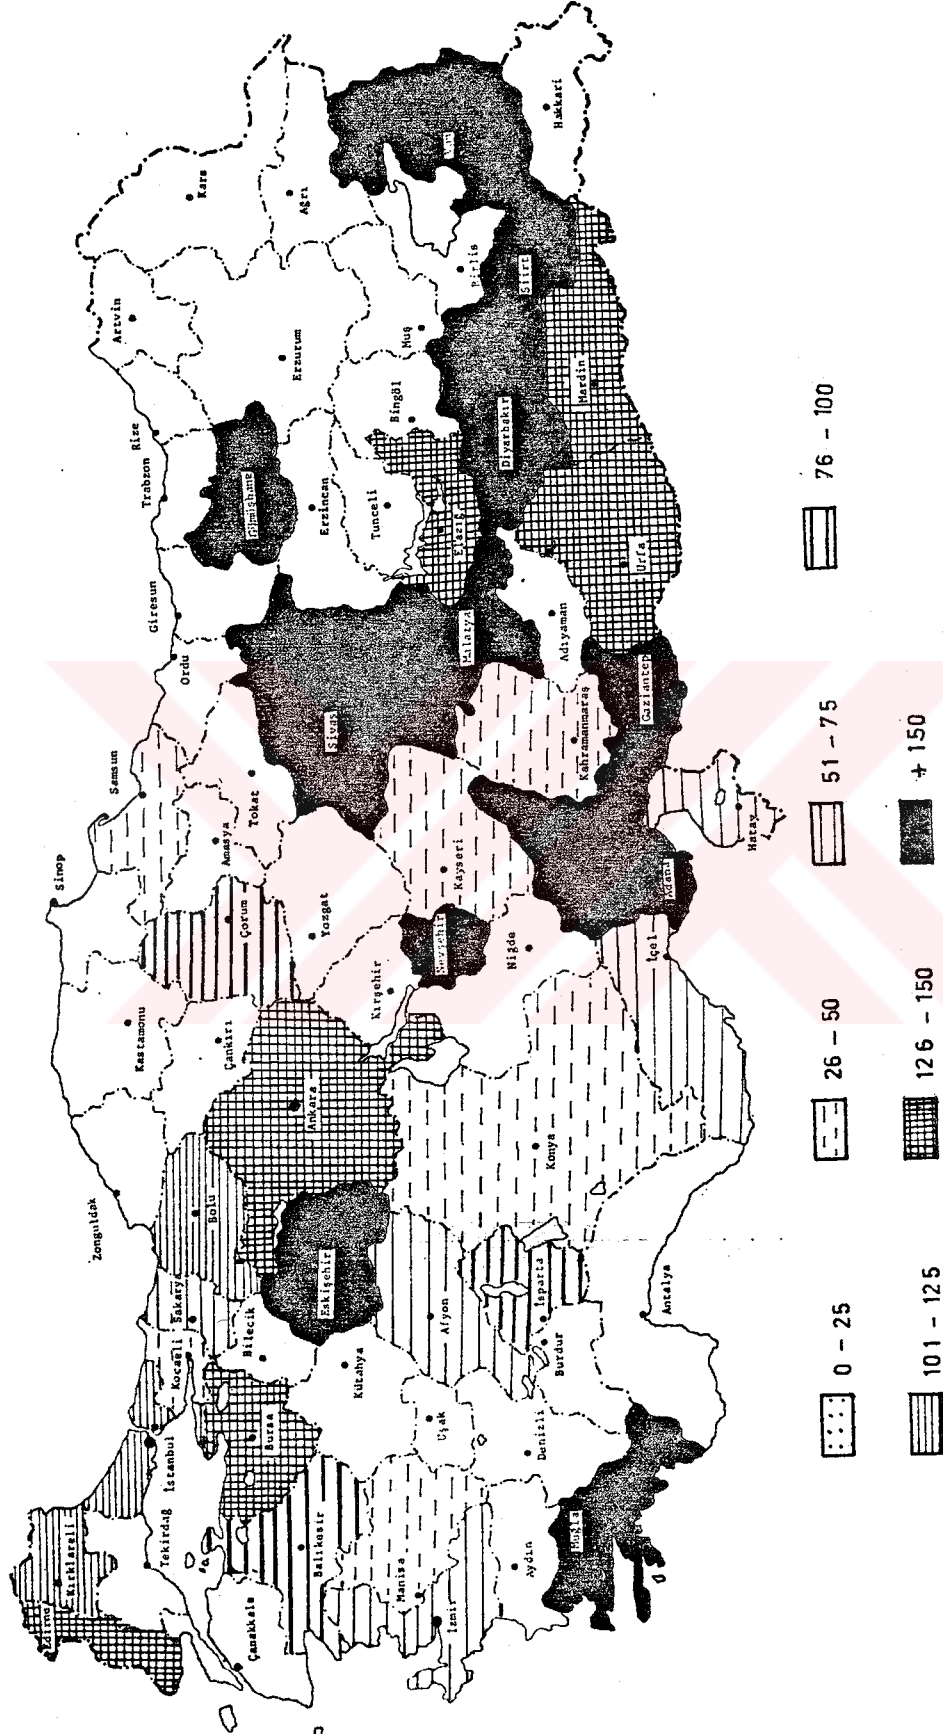 Edirne
Kırklareli
Tekirdağ
İstanbul
Çanakkale
Balıkesir
Bursa
Kocaeli
Sakarya
Bilecik
Bolu
Zonguldak
Kastamonu
Çankırı
Sinop
Samsun
Çorum
Amasya
Tokat
Ordu
Giresun
Trabzon
Rize
Artvin
Kars
Ağrı
Erzurum
Gümüşhane
Erzincan
Tunceli
Bingöl
Muş
Bitlis
Van
Hakkari
Siirt
Diyarbakır
Mardin
Urfa
Elazığ
Malatya
Adıyaman
Gaziantep
Kahramanmaraş
Sivas
Yozgat
Kayseri
Kırşehir
Nevşehir
Niğde
Adana
Hatay
İçel
Ankara
Konya
Eskişehir
Kütahya
Afyon
Isparta
Burdur
Antalya
Uşak
Denizli
Manisa
İzmir
Aydın
Muğla
0 - 25
26 - 50
51 - 75
76 - 100
101 - 125
126 - 150
+ 150